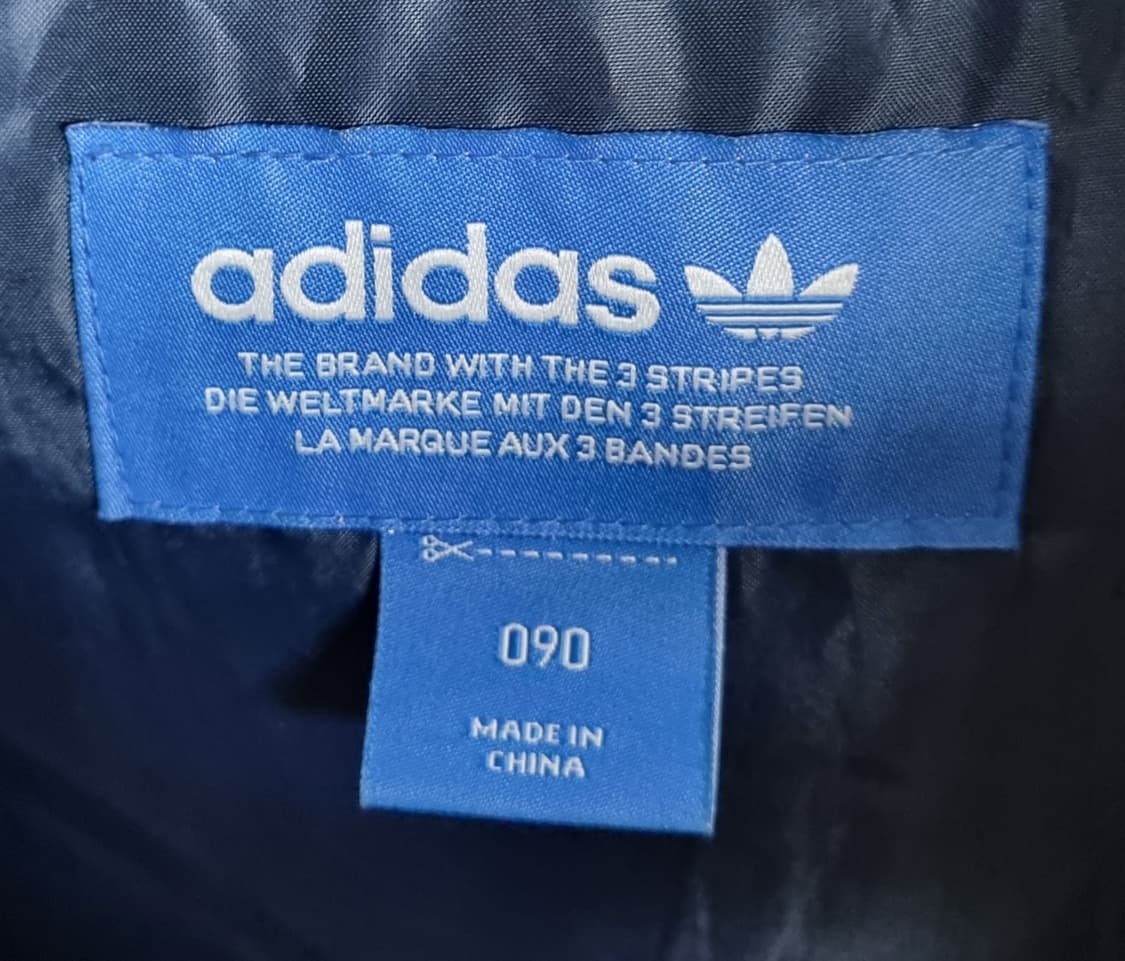 adidas
THE BRAND WITH THE 3 STRIPES
DIE WELTMARKE MIT DEN 3 STREIFEN
LA MARQUE AUX 3 BANDES
090
MADE IN
CHINA